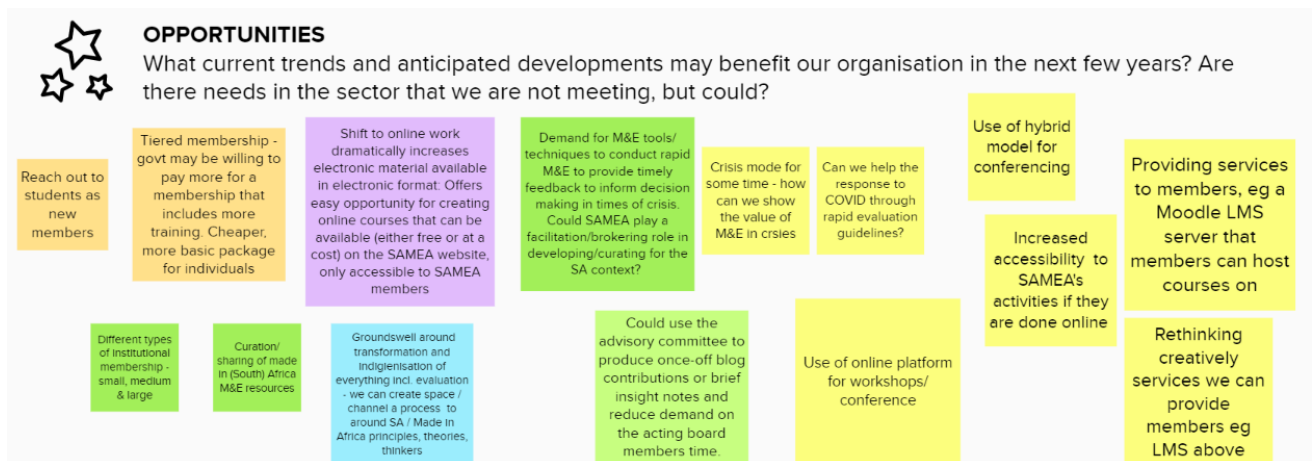 OPPORTUNITIES
What current trends and anticipated developments may benefit our organisation in the next few years? Are
there needs in the sector that we are not meeting, but could?
Reach out to
students as
new
members
Tiered membership -
govt may be willing to
pay more for a
membership that
includes more
training. Cheaper,
more basic package
for individuals
Shift to online work
dramatically increases
electronic material available
in electronic format: Offers
easy opportunity for creating
online courses that can be
available (either free or at a
cost) on the SAMEA website,
only accessible to SAMEA
members
Demand for M&E tools/
techniques to conduct rapid
M&E to provide timely
feedback to inform decision
making in times of crisis.
Could SAMEA play a
facilitation/brokering role in
developing/curating for the
SA context?
Crisis mode for
some time - how
can we show
the value of
M&E in crsies
Can we help the
response to
COVID through
rapid evaluation
guidelines?
Use of hybrid
model for
conferencing
Increased
accessibility to
SAMEA's
activities if they
are done online
Providing services
to members, eg a
Moodle LMS
server that
members can host
courses on
Different types
of institutional
membership -
small, medium
& large
Curation/
sharing of made
in (South) Africa
M&E resources
Groundswell around
transformation and
indigienisation of
everything incl. evaluation
- we can create space /
channel a process to
around SA / Made in
Africa principles, theories,
thinkers
Could use the
advisory committee to
produce once-off blog
contributions or brief
insight notes and
reduce demand on
the acting board
members time.
Use of online platform
for workshops/
conference
Rethinking
creatively
services we can
provide
members eg
LMS above